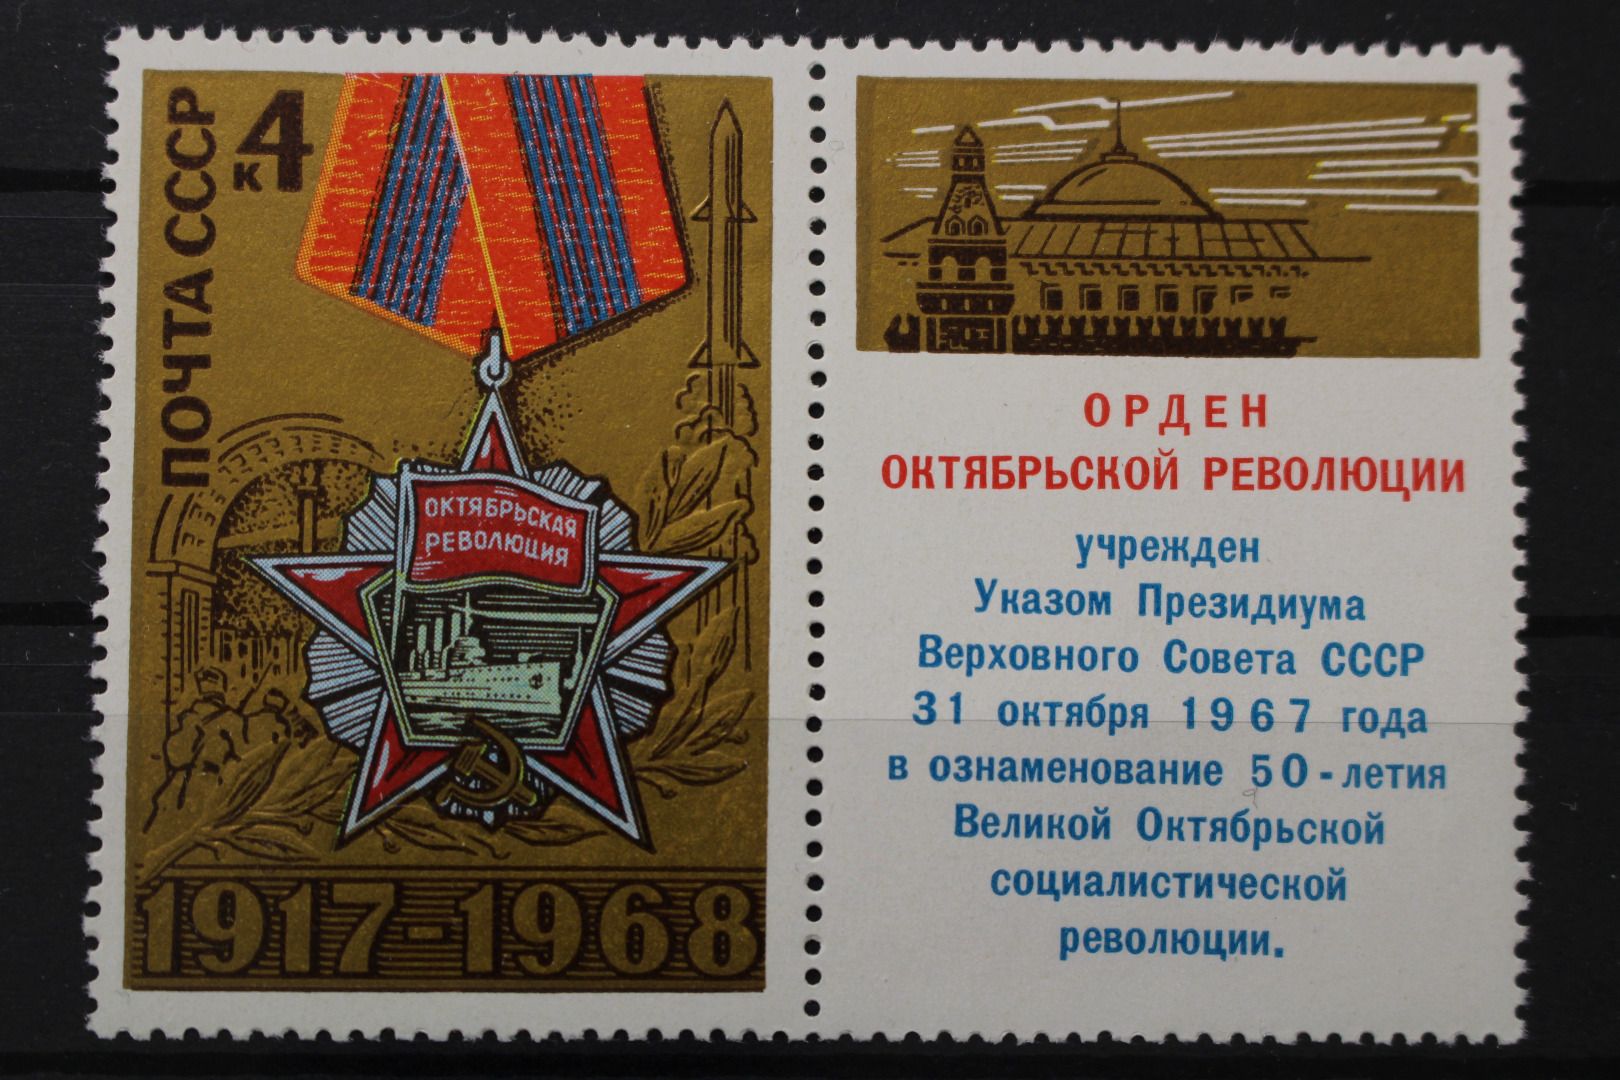 ПОЧТА СССР
4к
ОКТЯБРЬСКАЯ
РЕВОЛЮЦИЯ
1917-1968
ОРДЕН
ОКТЯБРЬСКОЙ РЕВОЛЮЦИИ
учрежден
Указом Президиума
Верховного Совета СССР
31 октября 1967 года
в ознаменование 50-летия
Великой Октябрьской
социалистической
революции.